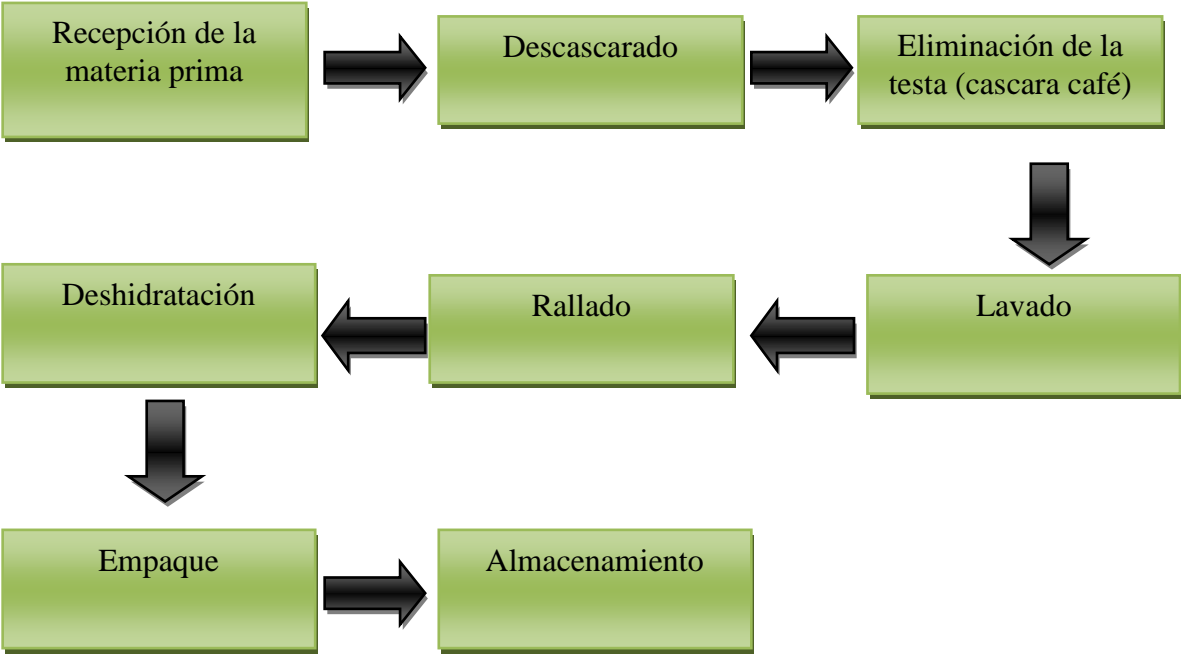 Recepción de la
materia prima
Descascarado
Eliminación de la
testa (cascara café)
Lavado
Rallado
Deshidratación
Empaque
Almacenamiento